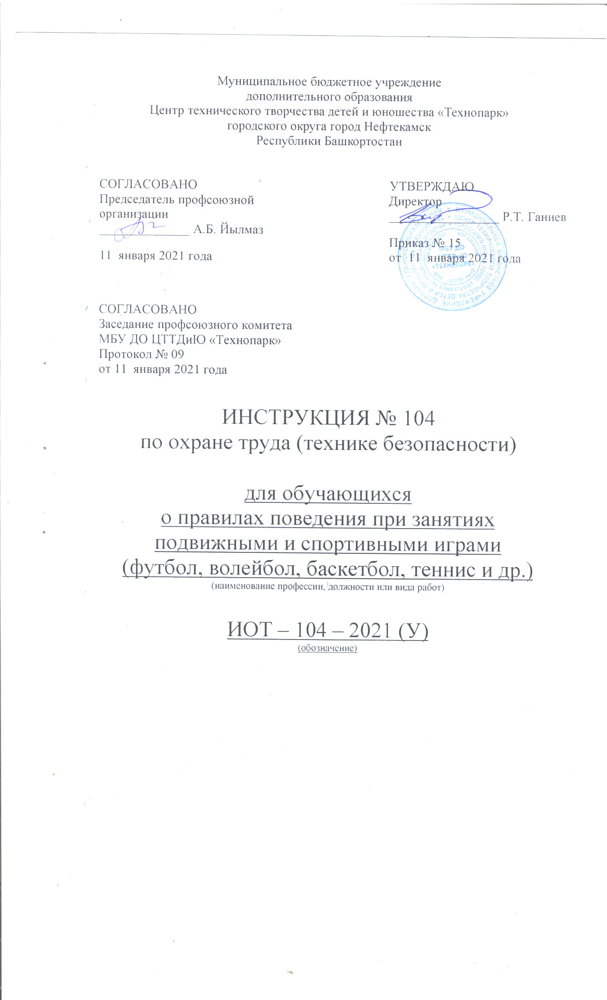 Муниципальное бюджетное учреждение
дополнительного образования
Центр технического творчества детей и юношества «Технопарк»
городского округа город Нефтекамск
Республики Башкортостан
СОГЛАСОВАНО
Председатель профсоюзной
организации
А.Б. Йылмаз
11 января 2021 года
УТВЕРЖДАЮ
Директор
Р.Т. Ганиев
Приказ № 15
от 11 января 2021 года
МБУ ДО
ЦТТДиЮ
«ТЕХНОПАРК»
СОГЛАСОВАНО
Заседание профсоюзного комитета
МБУ ДО ЦТТДиЮ «Технопарк»
Протокол № 09
от 11 января 2021 года
ИНСТРУКЦИЯ № 104
по охране труда (технике безопасности)
для обучающихся
о правилах поведения при занятиях
подвижными и спортивными играми
(футбол, волейбол, баскетбол, теннис и др.)
(наименование профессии, должности или вида работ)
ИОТ – 104 – 2021 (У)
(обозначение)